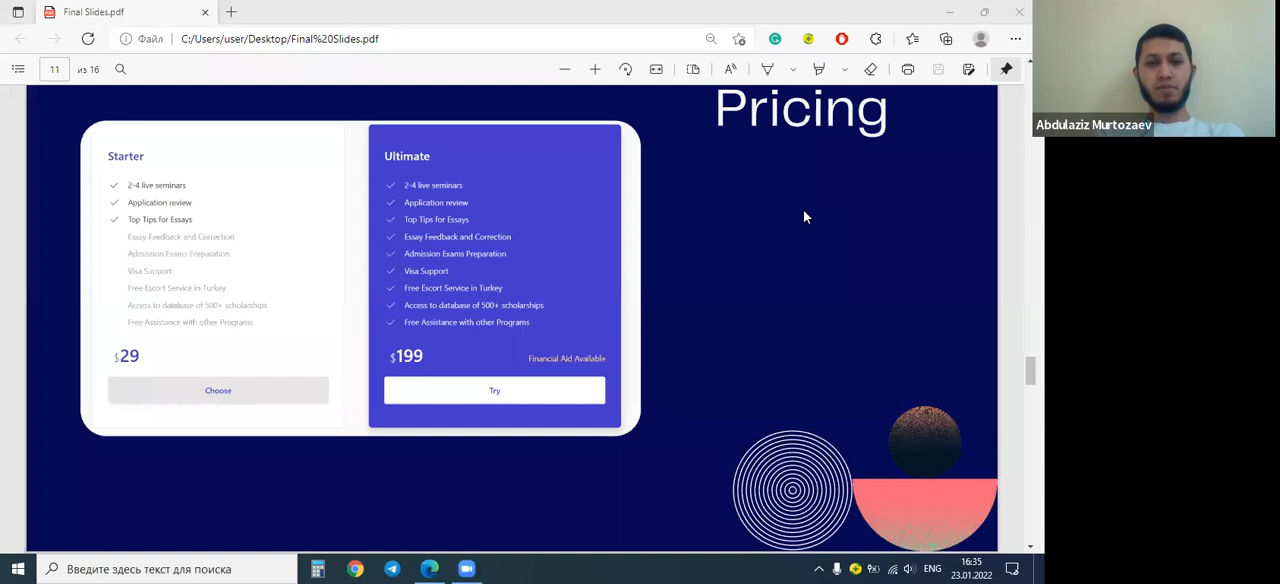 Final Slides.pdf
Файл
C:/Users/user/Desktop/Final%20Slides.pdf
11
из 16
Pricing
Starter
2-4 live seminars
Application review
Top Tips for Essays
Essay Feedback and Correction
Admission Exams Preparation
Visa Support
Free Escort Service in Turkey
Access to database of 500+ scholarships
Free Assistance with other Programs
$29
Choose
Ultimate
2-4 live seminars
Application review
Top Tips for Essays
Essay Feedback and Correction
Admission Exams Preparation
Visa Support
Free Escort Service in Turkey
Access to database of 500+ scholarships
Free Assistance with other Programs
$199
Financial Aid Available
Try
Abdulaziz Murtozaev
Введите здесь текст для поиска
ENG
16:35
23.01.2022